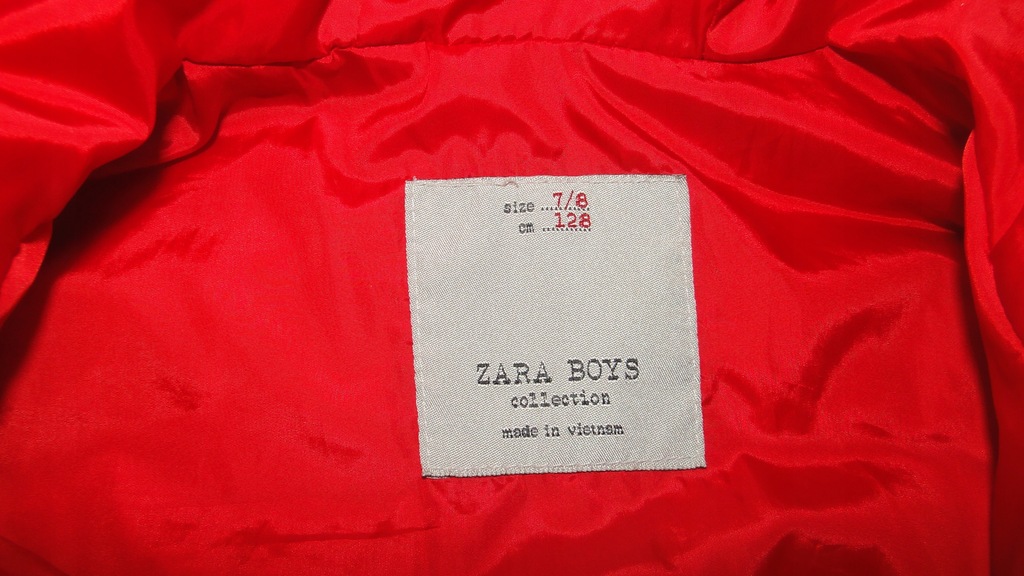 size 7/8
cm 128
ZARA BOYS
collection
made in vietnam